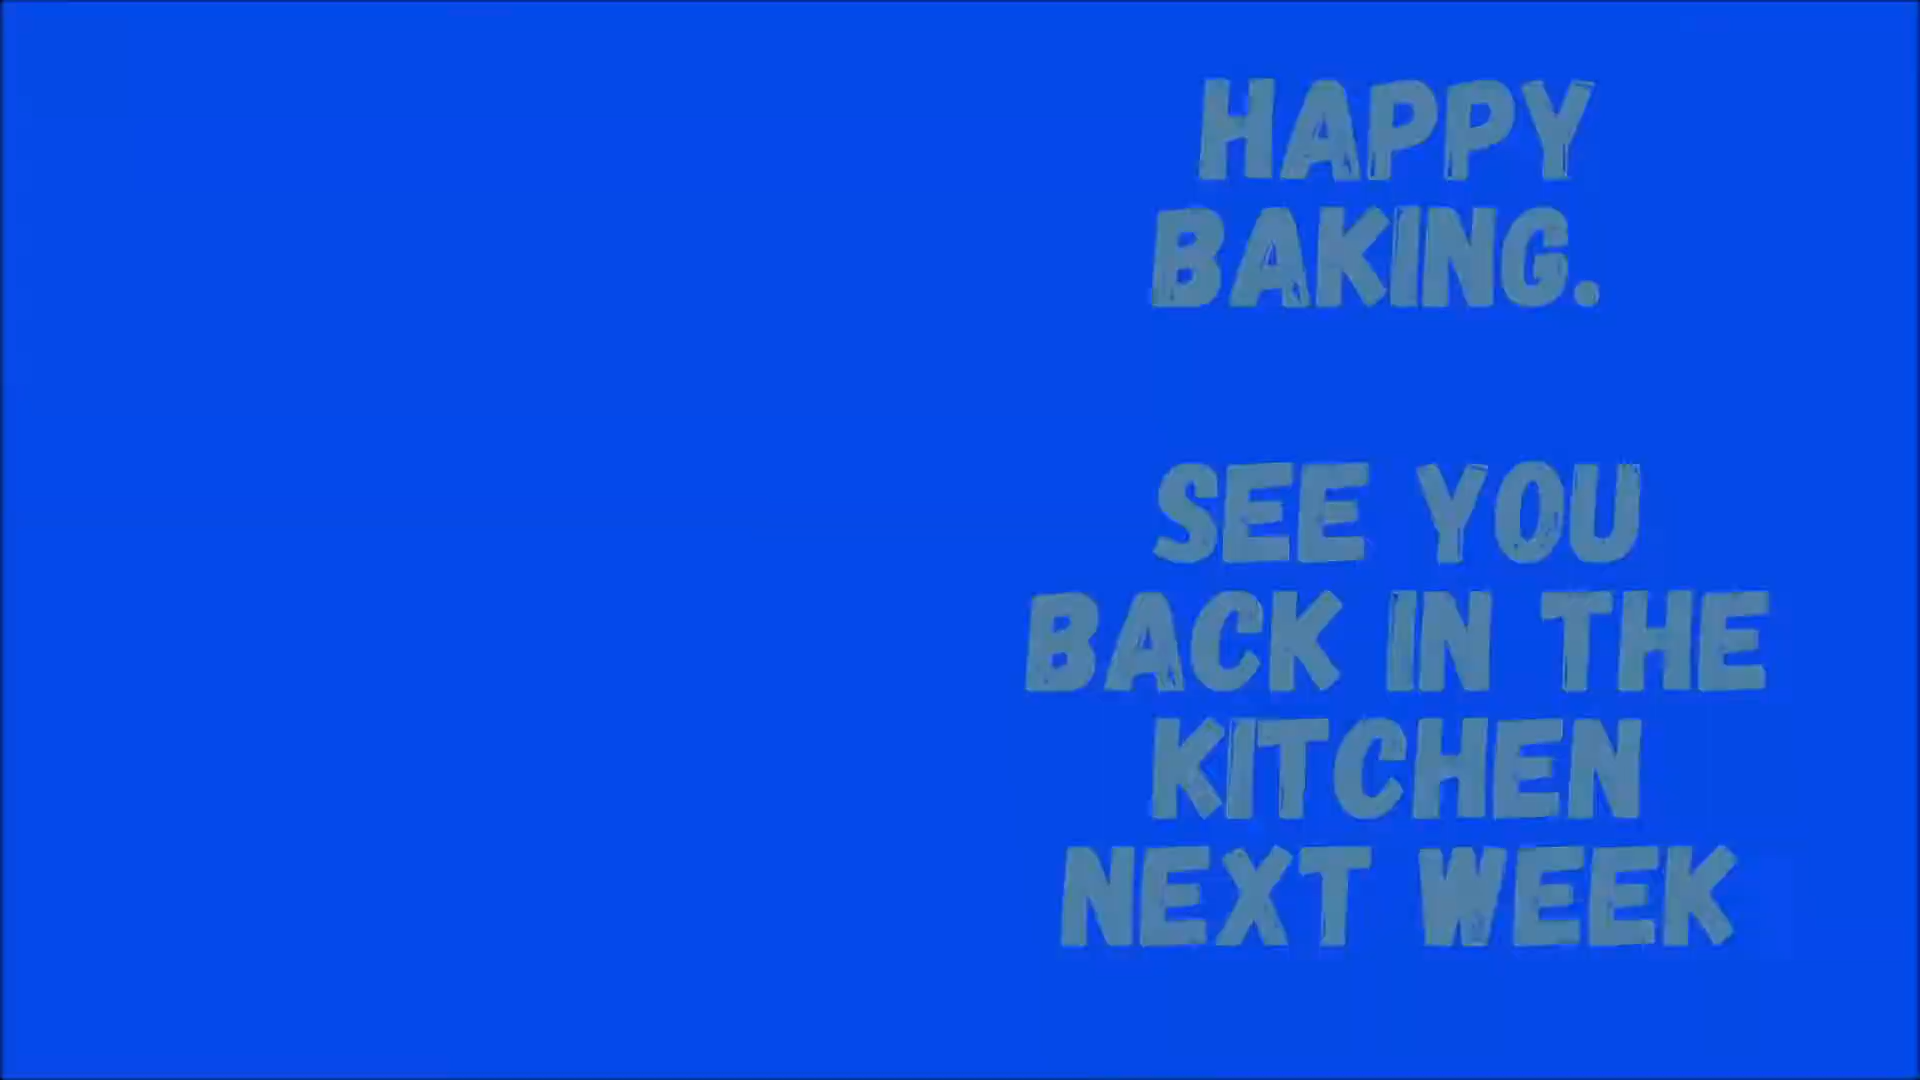 HAPPY
BAKING.
SEE YOU
BACK IN THE
KITCHEN
NEXT WEEK